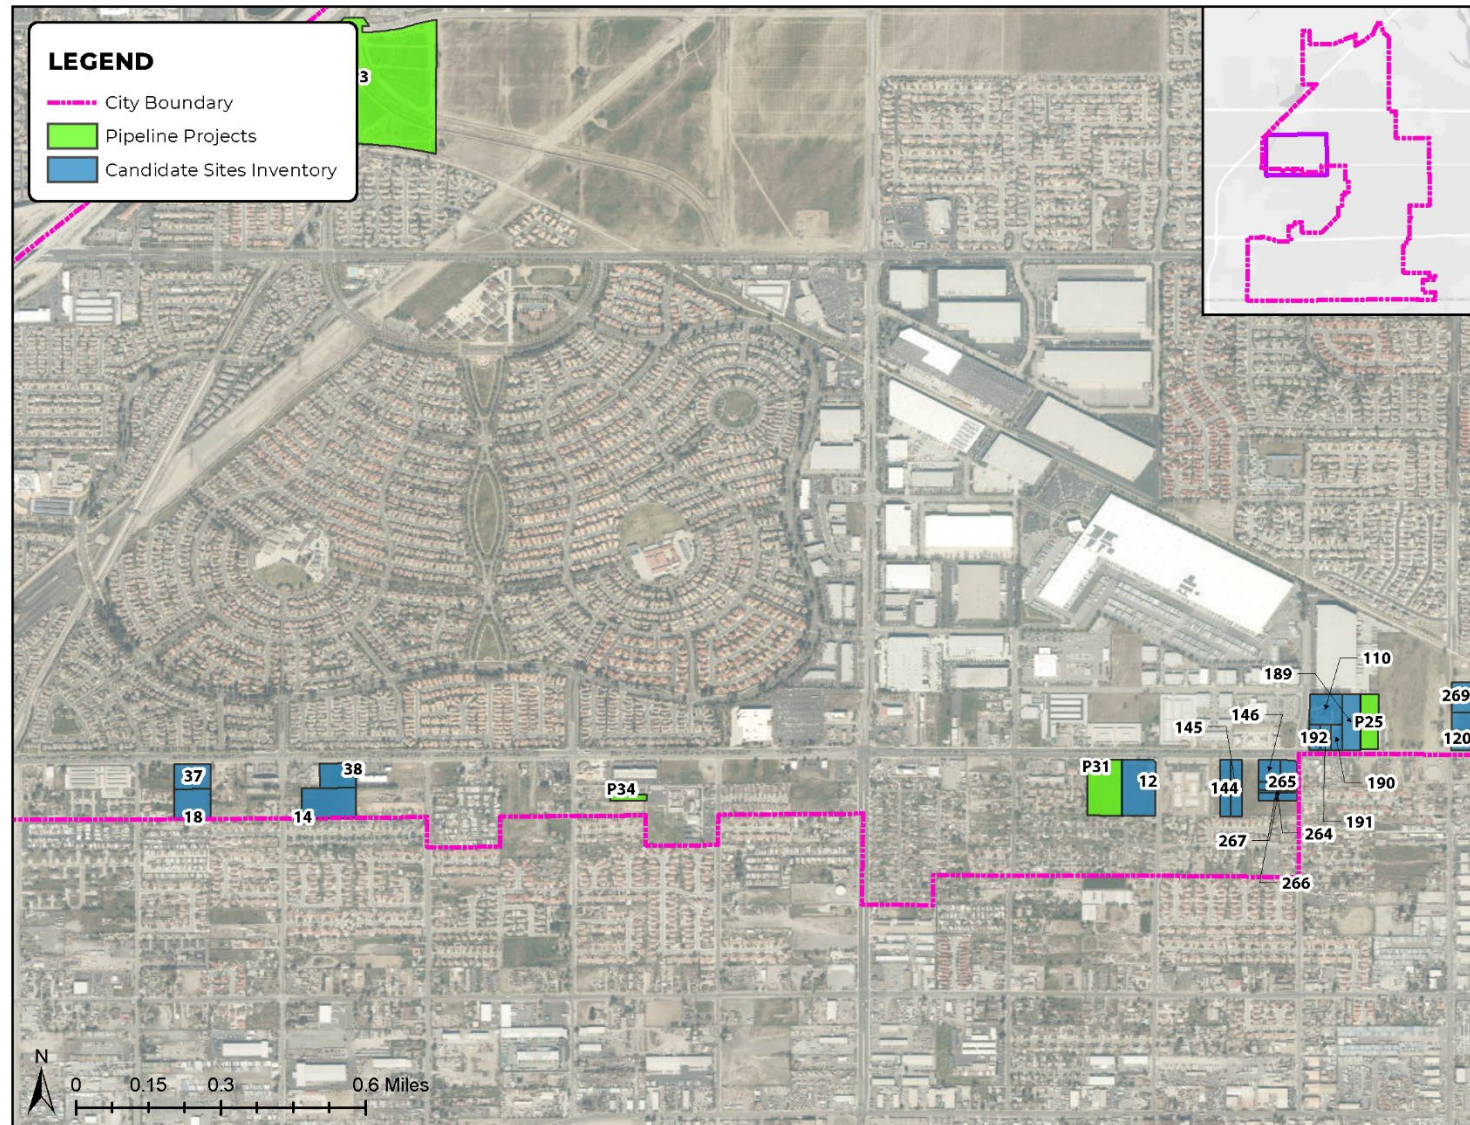 LEGEND
City Boundary
Pipeline Projects
Candidate Sites Inventory
3
110
189
269
P25
146
145
192
120
190
37
38
P31
12
144
265
P34
18
14
191
267
264
266
N
0 0.15 0.3 0.6 Miles